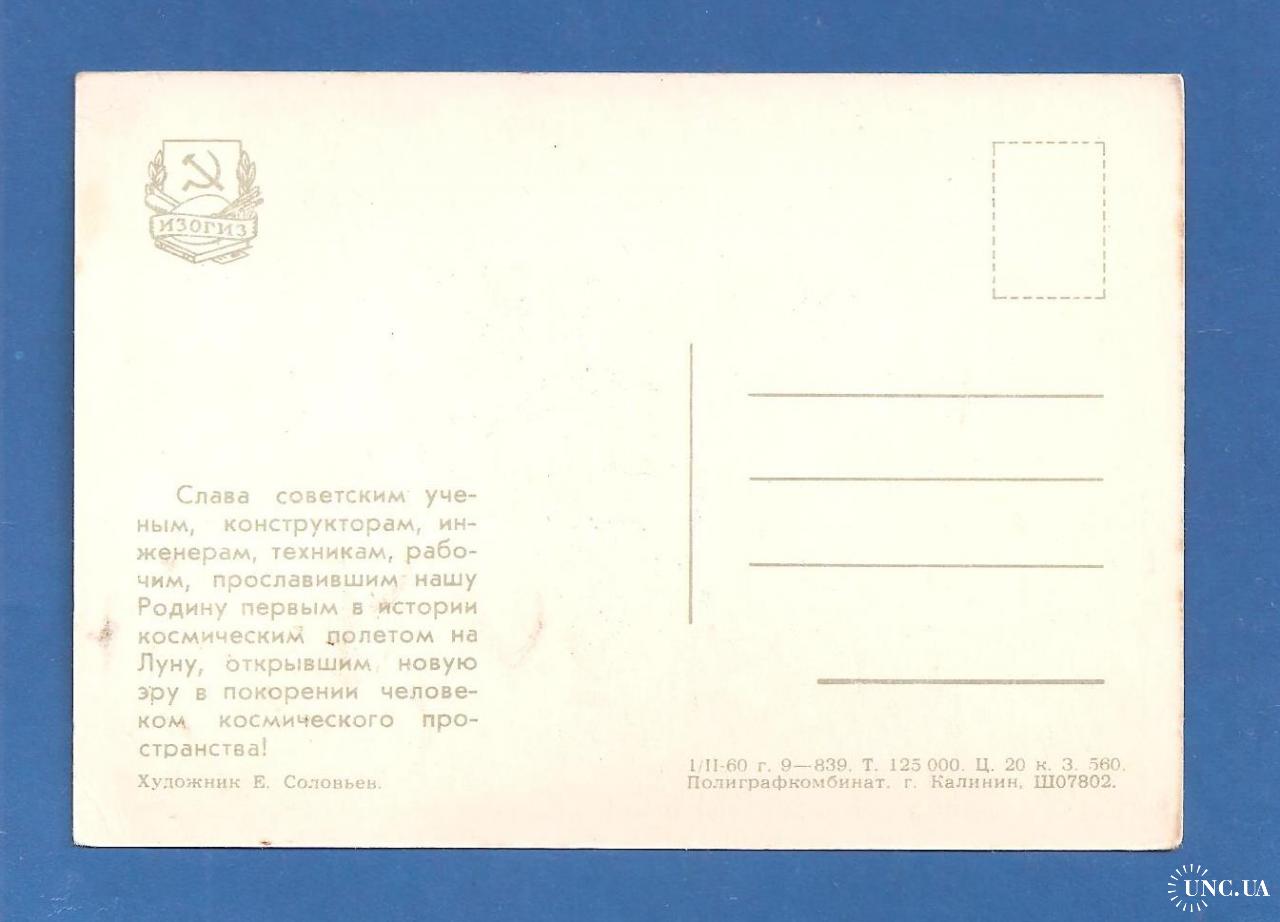 ИЗОГИЗ
Слава советским уче-
ным, конструкторам, ин-
женерам, техникам, рабо-
чим, прославившим нашу
Родину первым в истории
космическим полетом на
Луну, открывшим новую
эру в покорении челове-
ком космического про-
странства!
Художник Е. Соловьев.
1/II-60 г. 9—839. Т. 125 000. Ц. 20 к. З. 560.
Полиграфкомбинат. г. Калинин, Ш07802.
UNC.UA